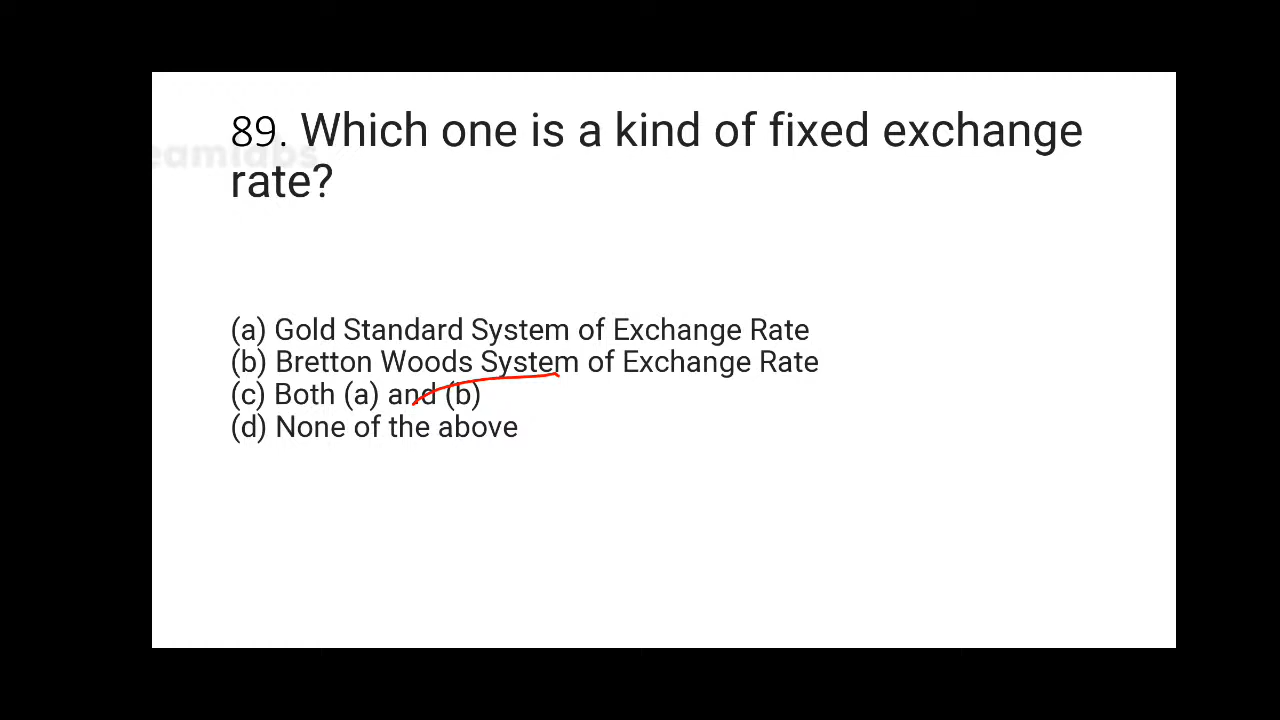 89. Which one is a kind of fixed exchange
eamlabs
rate?
(a) Gold Standard System of Exchange Rate
(b) Bretton Woods System of Exchange Rate
(c) Both (a) and (b)
(d) None of the above